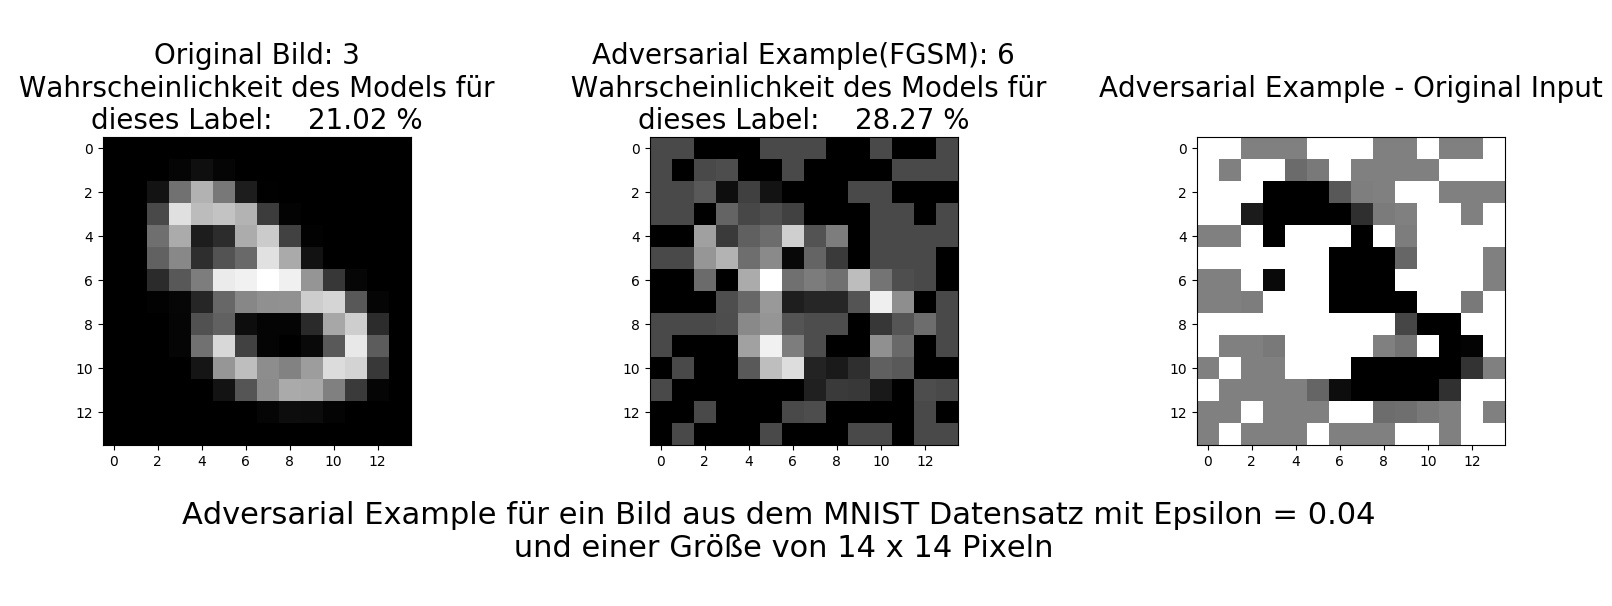 Original Bild: 3
Wahrscheinlichkeit des Models für
dieses Label: 21.02 %
0
2
4
6
8
10
12
0 2 4 6 8 10 12
Adversarial Example(FGSM): 6
Wahrscheinlichkeit des Models für
dieses Label: 28.27 %
0
2
4
6
8
10
12
0 2 4 6 8 10 12
Adversarial Example - Original Input
0
2
4
6
8
10
12
0 2 4 6 8 10 12
Adversarial Example für ein Bild aus dem MNIST Datensatz mit Epsilon = 0.04
und einer Größe von 14 x 14 Pixeln